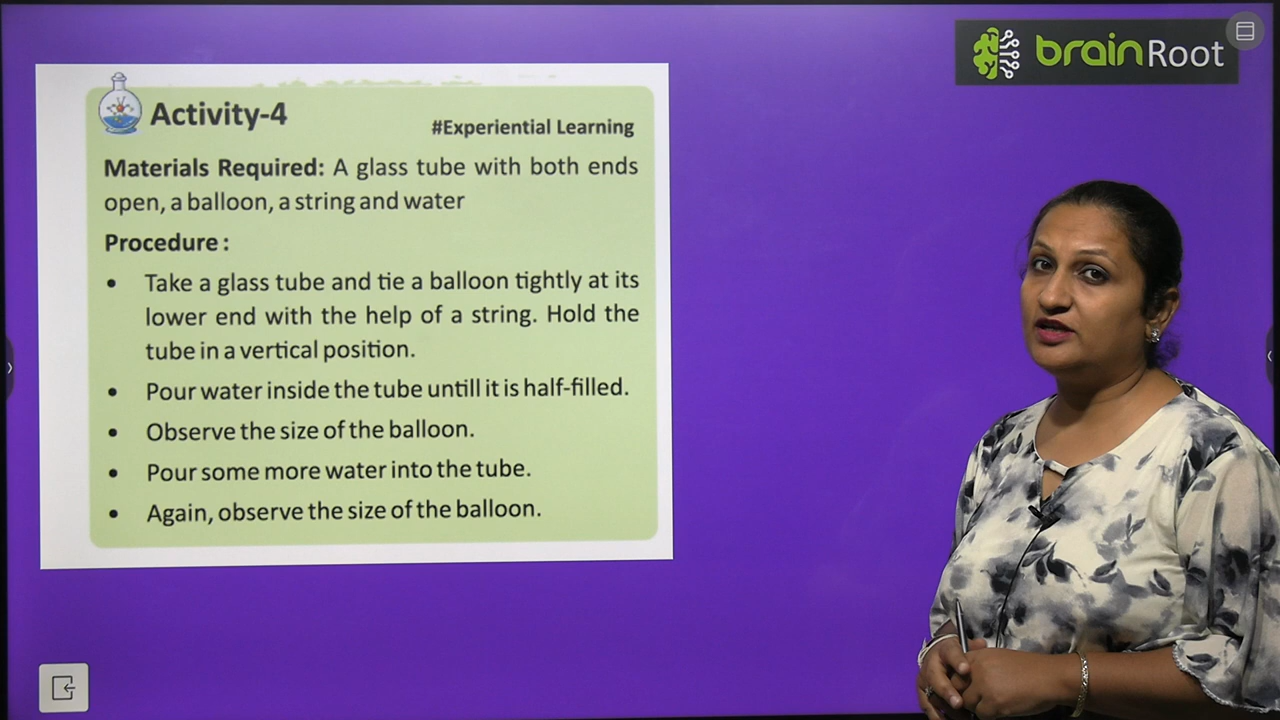 brainRoot
Activity-4
#Experiential Learning
Materials Required: A glass tube with both ends
open, a balloon, a string and water
Procedure :
• Take a glass tube and tie a balloon tightly at its
lower end with the help of a string. Hold the
tube in a vertical position.
• Pour water inside the tube untill it is half-filled.
• Observe the size of the balloon.
• Pour some more water into the tube.
• Again, observe the size of the balloon.